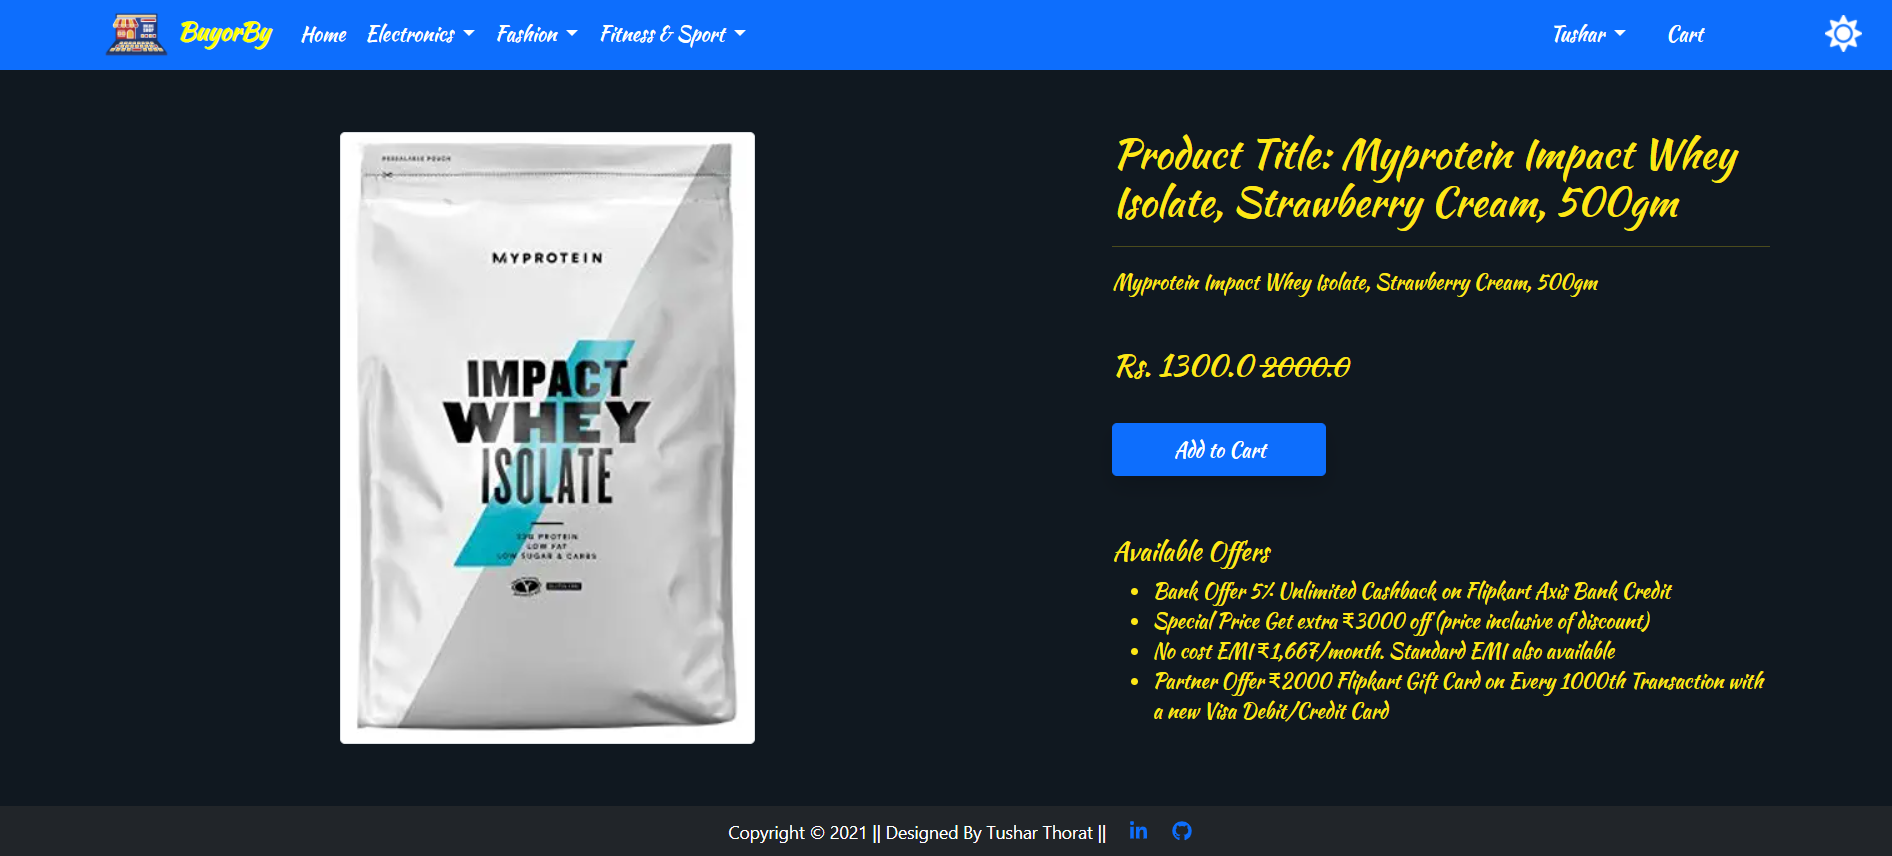 BuyorBy Home Electronics Fashion Fitness & Sport Tushar Cart
RESEALABLE POUCH
MYPROTEIN
IMPACT
WHEY
ISOLATE
PROTEIN
LOW FAT
LOW SUGAR & CARBS
Product Title: Myprotein Impact Whey
Isolate, Strawberry Cream, 500gm
Myprotein Impact Whey Isolate, Strawberry Cream, 500gm
Rs. 1300.0 2000.0
Add to Cart
Available Offers
Bank Offer 5% Unlimited Cashback on Flipkart Axis Bank Credit
Special Price Get extra ₹3000 off (price inclusive of discount)
No cost EMI ₹1,667/month. Standard EMI also available
Partner Offer ₹2000 Flipkart Gift Card on Every 1000th Transaction with
a new Visa Debit/Credit Card
Copyright © 2021 || Designed By Tushar Thorat ||